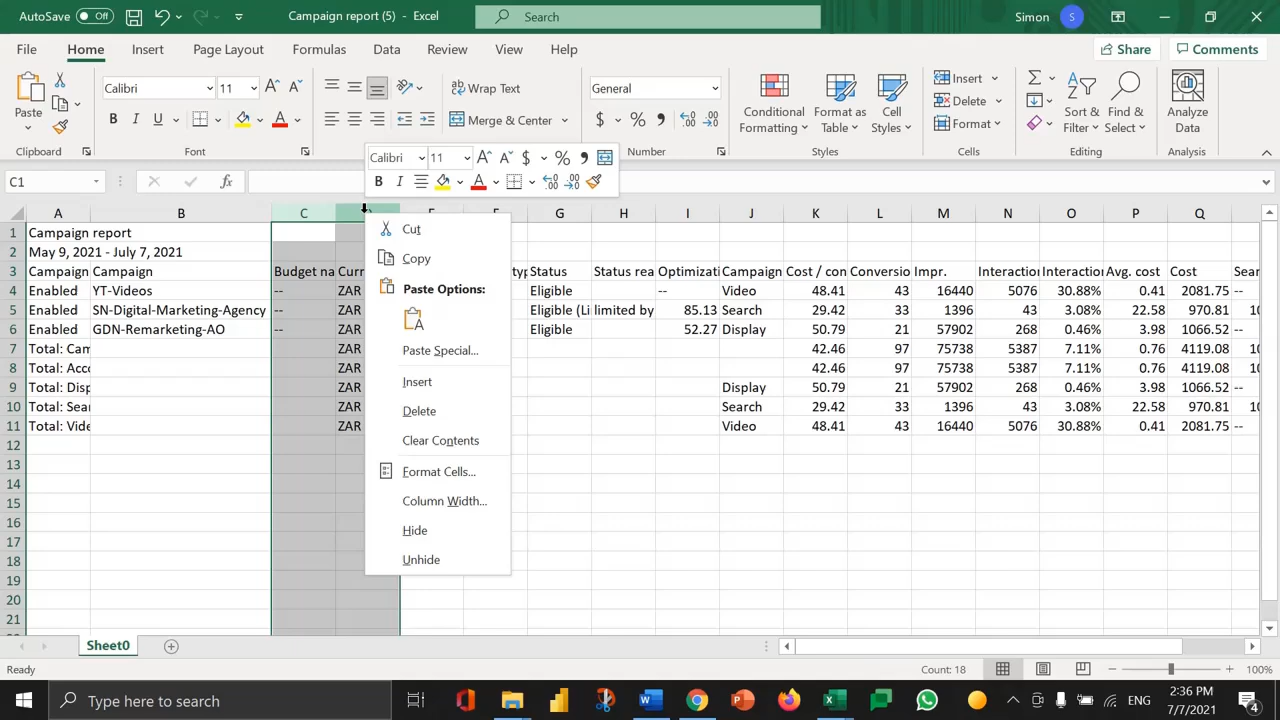 AutoSave Off Campaign report (5) - Excel Search Simon S
File Home Insert Page Layout Formulas Data Review View Help Share Comments
Paste Calibri 11 Wrap Text General Conditional Formatting Format as Table Cell Styles Insert Sort & Filter Find & Select Analyze Data
B I U Merge & Center $ % Delete
Format
Clipboard Font Number Styles Cells Editing Analysis
Calibri 11 $ %
B I A
C1 fx
A B C G H I J K L M N O P Q
1 Campaign report
2 May 9, 2021 - July 7, 2021
3 Campaign Campaign Budget na Curr Status Status rea Optimizati Campaign Cost / con Conversio Impr. Interaction Interaction Avg. cost Cost Sear
4 Enabled YT-Videos -- ZAR Eligible -- Video 48.41 43 16440 5076 30.88% 0.41 2081.75 --
5 Enabled SN-Digital-Marketing-Agency -- ZAR Eligible (Li limited by 85.13 Search 29.42 33 1396 43 3.08% 22.58 970.81 10
6 Enabled GDN-Remarketing-AO -- ZAR Eligible 52.27 Display 50.79 21 57902 268 0.46% 3.98 1066.52 --
7 Total: Cam ZAR 42.46 97 75738 5387 7.11% 0.76 4119.08 10
8 Total: Acco ZAR 42.46 97 75738 5387 7.11% 0.76 4119.08 10
9 Total: Disp ZAR Display 50.79 21 57902 268 0.46% 3.98 1066.52 --
10 Total: Sear ZAR Search 29.42 33 1396 43 3.08% 22.58 970.81 10
11 Total: Vide ZAR Video 48.41 43 16440 5076 30.88% 0.41 2081.75 --
12
13
14
15
16
17
18
19
20
21
Cut
Copy
Paste Options:
Paste Special...
Insert
Delete
Clear Contents
Format Cells...
Column Width...
Hide
Unhide
Sheet0
Ready Count: 18 100%
Type here to search ENG 2:36 PM
7/7/2021 4